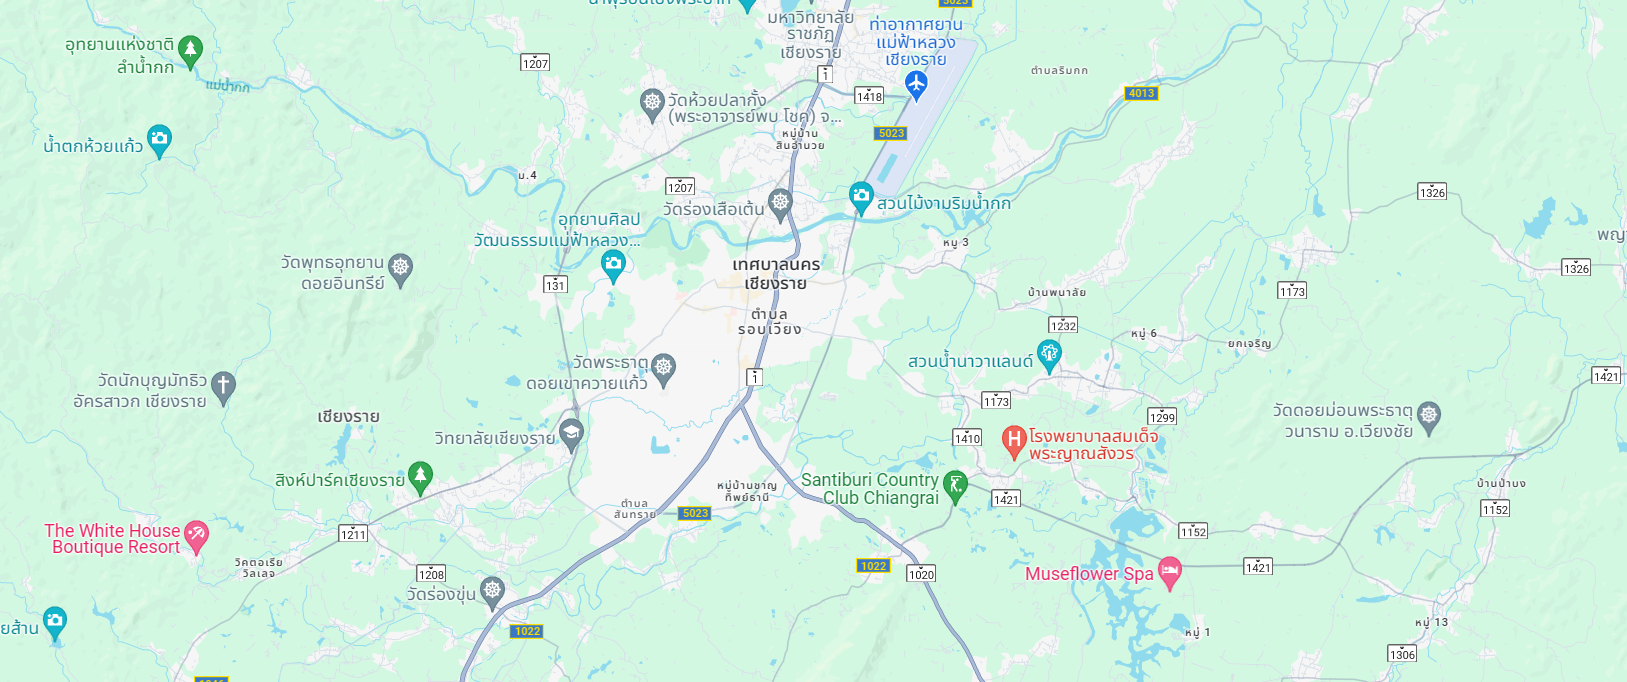 มหาวิทยาลัย
ราชภัฏ
เชียงราย
ท่าอากาศยาน
แม่ฟ้าหลวง
เชียงราย
5023
อุทยานแห่งชาติ
ลำน้ำกก
แม่น้ำกก
1207
1
1418
ตำบลริมกก
4013
วัดห้วยปลากั้ง
(พระอาจารย์พบ โชค) จ...
หมู่บ้าน
สินอำนวย
5023
น้ำตกห้วยแก้ว
ม.4
1207
วัดร่องเสือเต้น
สวนไม้งามริมน้ำกก
1326
อุทยานศิลป
วัฒนธรรมแม่ฟ้าหลวง...
หมู่ 3
วัดพุทธอุทยาน
ดอยอินทรีย์
131
เทศบาลนคร
เชียงราย
1326
บ้านพนาลัย
1173
ตำบล
รอบเวียง
1232
หมู่ 6
ยกเจริญ
วัดพระธาตุ
ดอยเขาควายแก้ว
สวนน้ำนาวาแลนด์
1
1421
วัดนักบุญมัทธิว
อัครสาวก เชียงราย
เชียงราย
1173
1299
วัดดอยม่อนพระธาตุ
วนาราม อ.เวียงชัย
วิทยาลัยเชียงราย
1410
โรงพยาบาลสมเด็จ
พระญาณสังวร
สิงห์ปาร์คเชียงราย
หมู่บ้านชาญ
ทิพย์ธานี
Santiburi Country
Club Chiangrai
1421
1152
ตำบล
สันทราย
5023
The White House
Boutique Resort
1211
1152
วิคตอเรีย
วิลเลจ
1208
1022
1020
1421
Museflower Spa
วัดร่องขุ่น
1022
หมู่ 1
หมู่ 13
1306